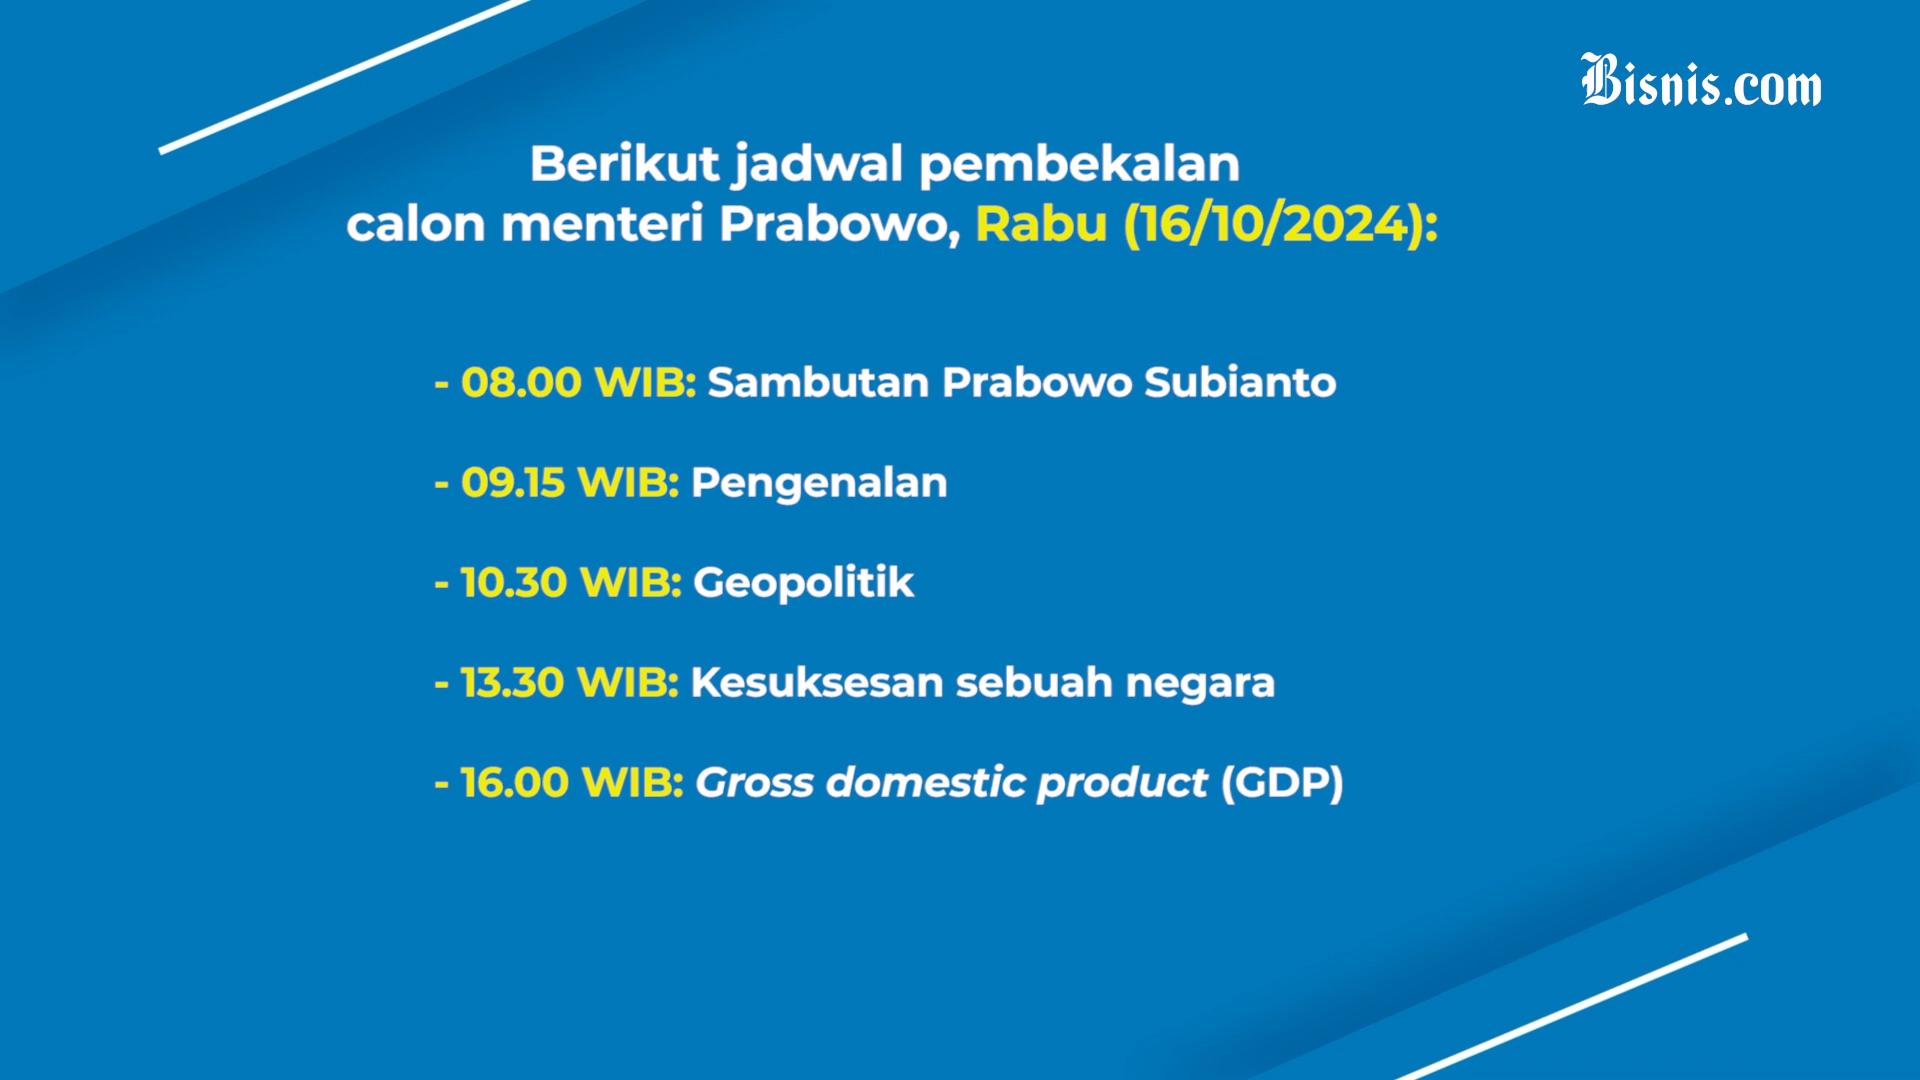 Bisnis.com
Berikut jadwal pembekalan
calon menteri Prabowo, Rabu (16/10/2024):
- 08.00 WIB: Sambutan Prabowo Subianto
- 09.15 WIB: Pengenalan
- 10.30 WIB: Geopolitik
- 13.30 WIB: Kesuksesan sebuah negara
- 16.00 WIB: Gross domestic product (GDP)